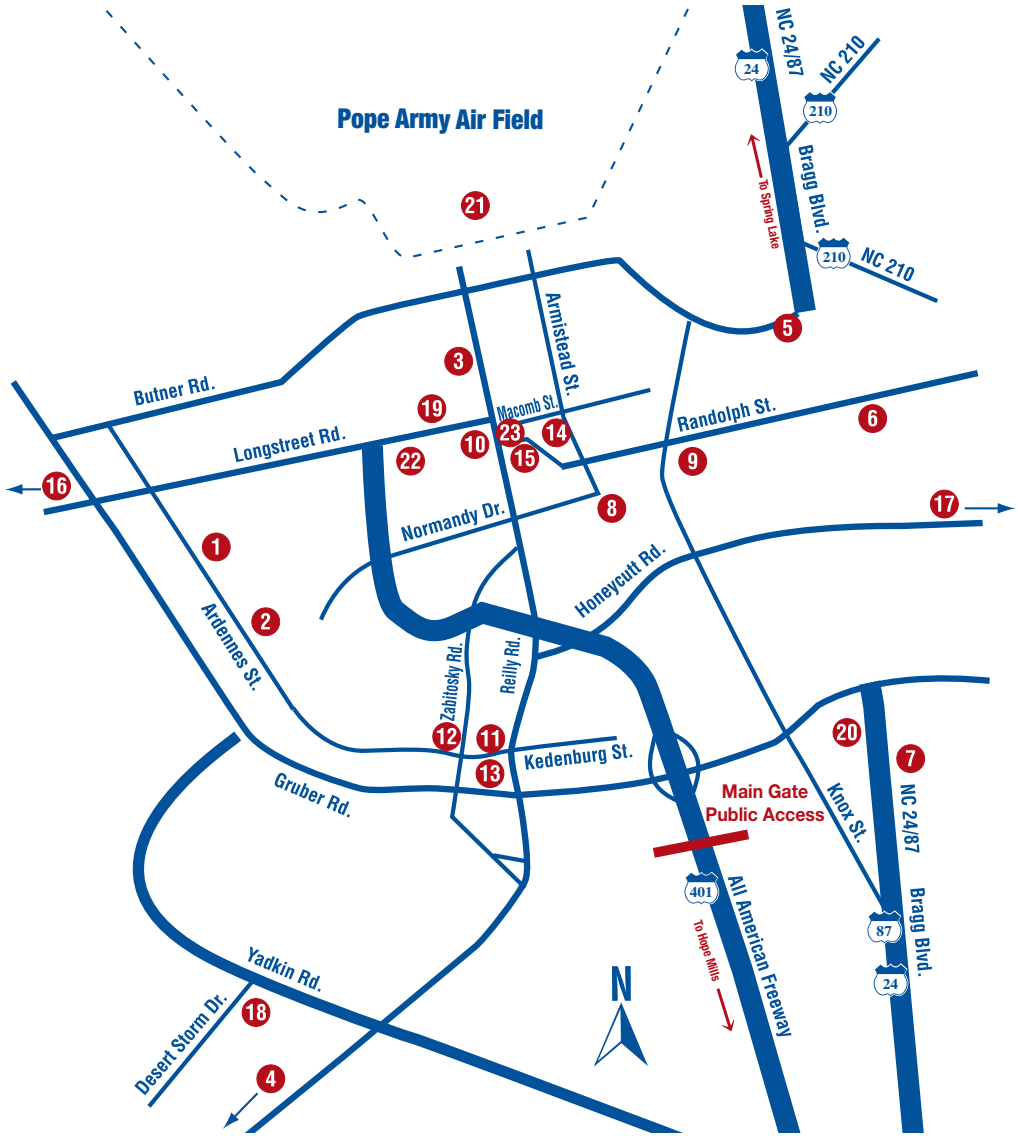 NC 24/87
24
NC 210
210
Pope Army Air Field
Bragg Blvd.
To Spring Lake
21
210
NC 210
Armistead St.
5
3
Butner Rd.
19
Macomb St.
Randolph St.
6
Longstreet Rd.
10
23
14
22
15
9
16
8
17
Normandy Dr.
1
Honeycutt Rd.
2
Ardennes St.
Zabitosky Rd.
Reilly Rd.
12
11
20
Kedenburg St.
13
7
Gruber Rd.
Main Gate
Public Access
Knox St.
NC 24/87
401
All American Freeway
To Hope Mills
87
Bragg Blvd.
24
Yadkin Rd.
N
18
Desert Storm Dr.
4